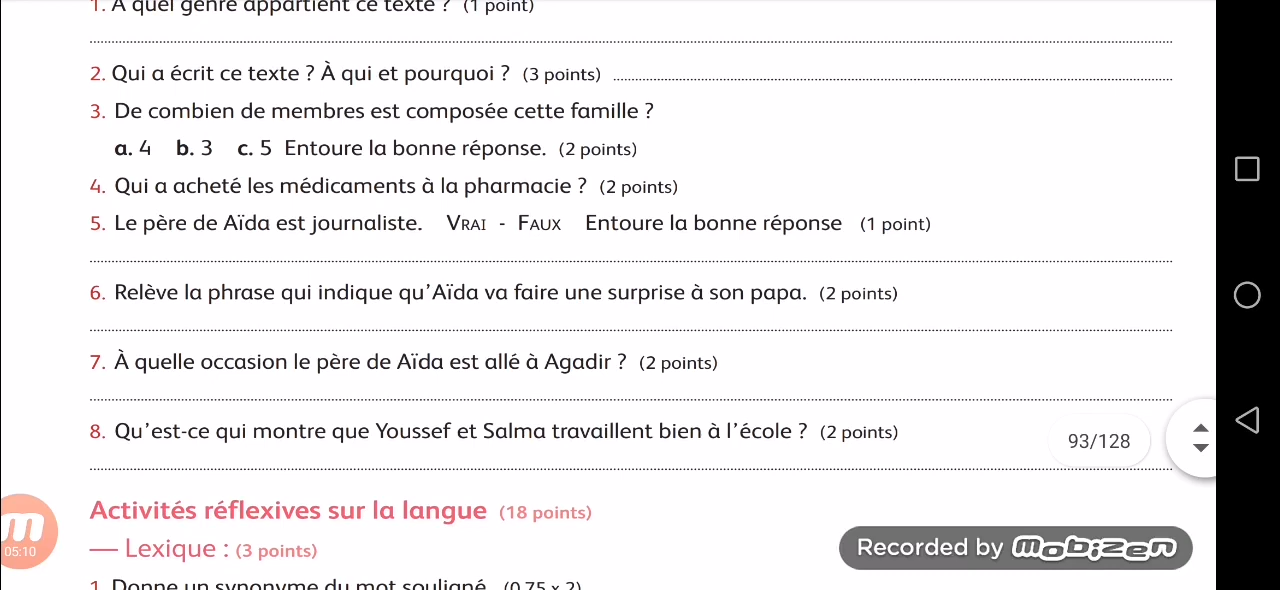 1. À quel genre appartient ce texte ? (1 point)
2. Qui a écrit ce texte ? À qui et pourquoi ? (3 points)
3. De combien de membres est composée cette famille ?
a. 4 b. 3 c. 5 Entoure la bonne réponse. (2 points)
4. Qui a acheté les médicaments à la pharmacie ? (2 points)
5. Le père de Aïda est journaliste. VRAI - FAUX Entoure la bonne réponse (1 point)
6. Relève la phrase qui indique qu'Aïda va faire une surprise à son papa. (2 points)
7. À quelle occasion le père de Aïda est allé à Agadir ? (2 points)
8. Qu'est-ce qui montre que Youssef et Salma travaillent bien à l'école ? (2 points)
93/128
Activités réflexives sur la langue (18 points)
m
05:10
— Lexique : (3 points)
Recorded by mobizen
1. Donne un synonyme du mot souligné (0,75 x 2)